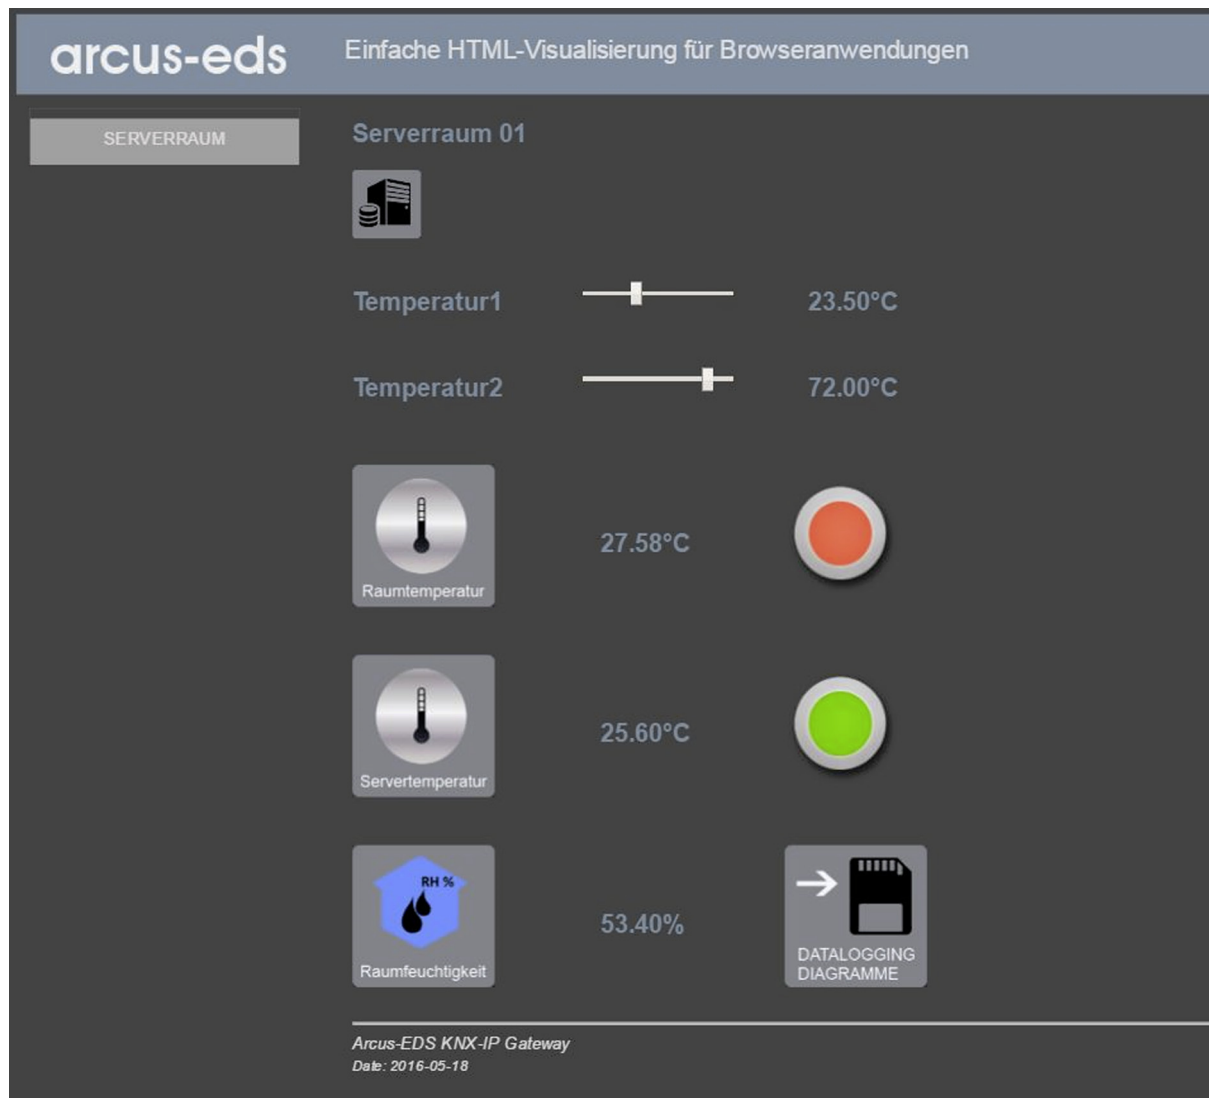 arcus-eds
Einfache HTML-Visualisierung für Browseranwendungen
SERVERRAUM
Serverraum 01
Temperatur1
23.50°C
Temperatur2
72.00°C
27.58°C
Raumtemperatur
25.60°C
Servertemperatur
RH %
53.40%
Raumfeuchtigkeit
DATALOGGING
DIAGRAMME
Arcus-EDS KNX-IP Gateway
Date: 2016-05-18